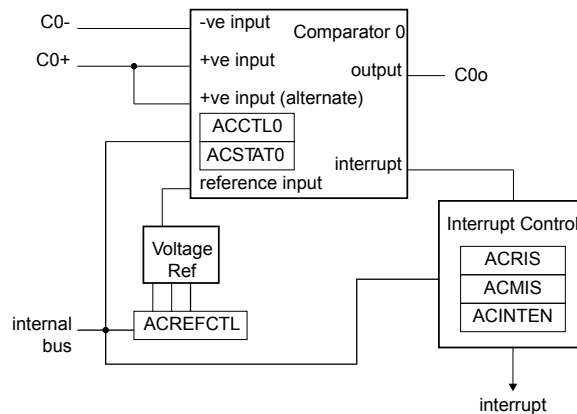 C0-
-ve input
Comparator 0
C0+
+ve input
output
C0o
+ve input (alternate)
ACCTL0
ACSTAT0
interrupt
reference input
Voltage
Ref
Interrupt Control
ACRIS
ACMIS
ACINTEN
internal
bus
ACREFCTL
interrupt